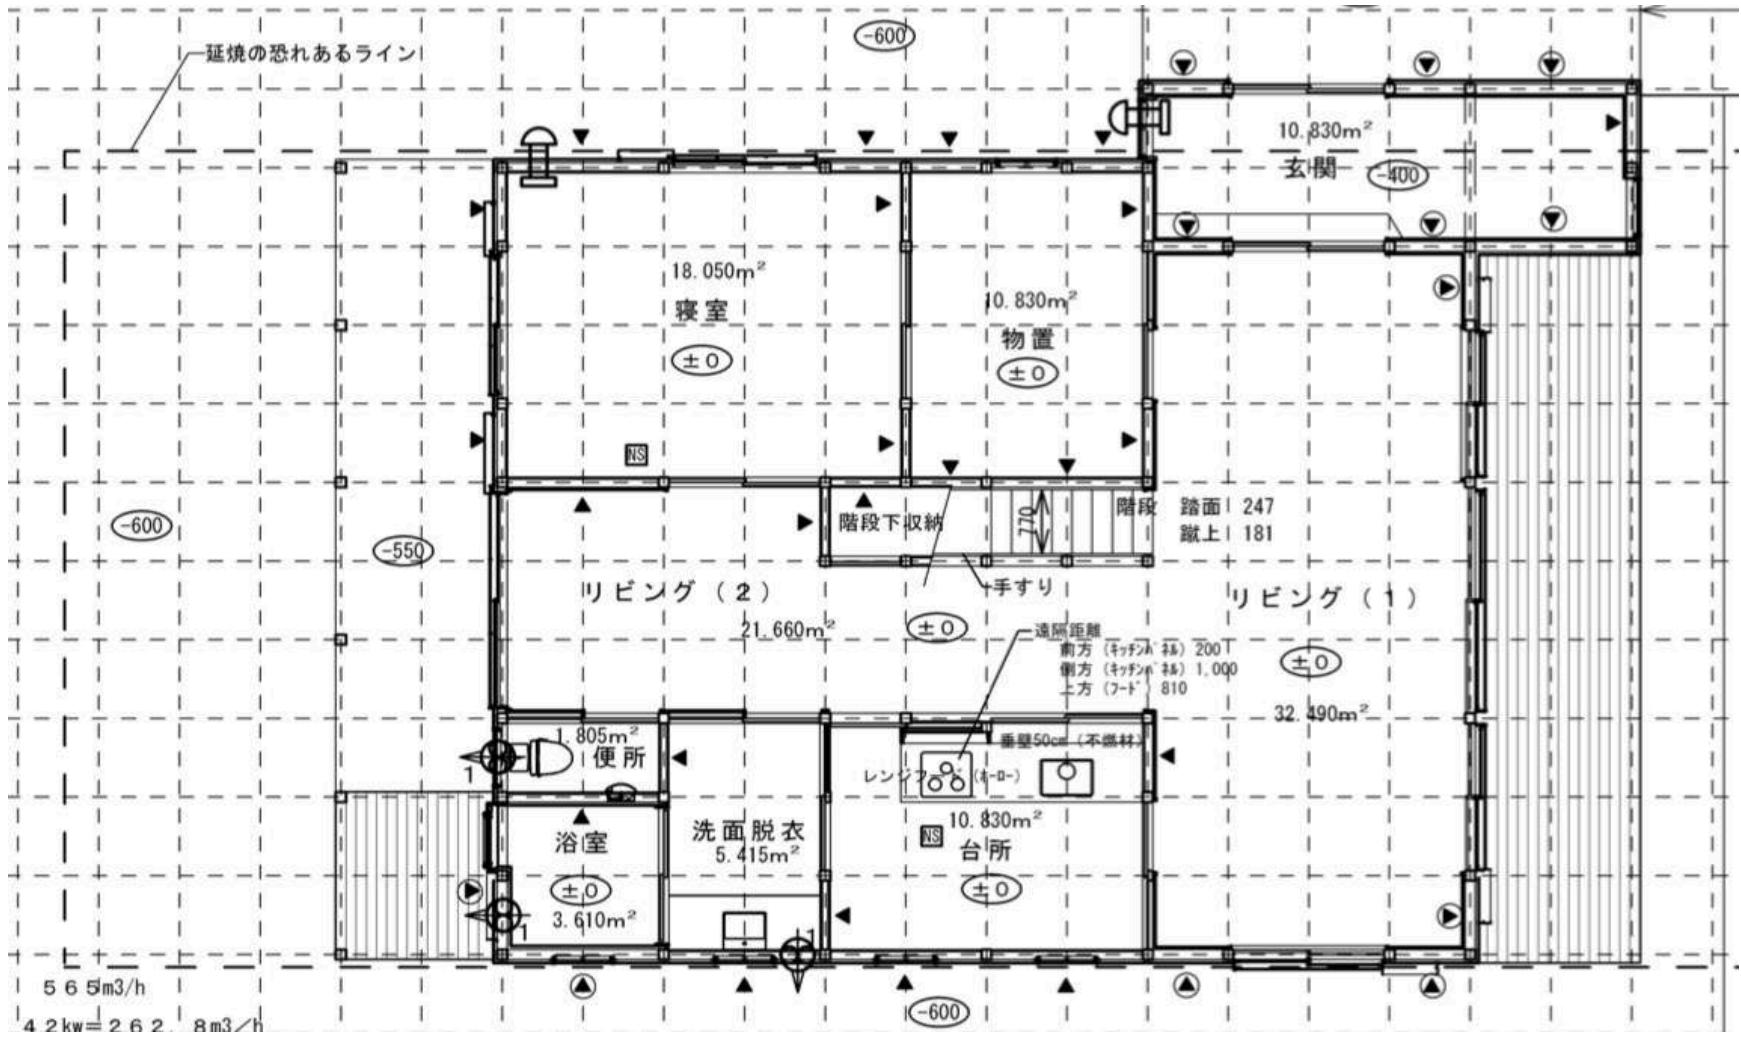 -600
延焼の恐れあるライン
10.830m²
玄関
-400
18.050m²
寝室
±0
10.830m²
物置
±0
NS
階段下収納
770
階段 踏面 247
蹴上 181
-600
-550
手すり
リビング（2）
21.660m²
±0
リビング（1）
±0
32.490m²
遠隔距離
前方（ｷｯﾁﾝﾊﾟﾈﾙ）200
側方（ｷｯﾁﾝﾊﾟﾈﾙ）1,000
上方（ﾌｰﾄﾞ）810
1.805m²
便所
1
垂壁50cm（不燃材）
レンジフード（ﾎｰﾛｰ）
浴室
±0
3.610m²
1
洗面脱衣
5.415m²
1
NS
10.830m²
台所
±0
565m3/h
42kw=262.8m3/h
-600